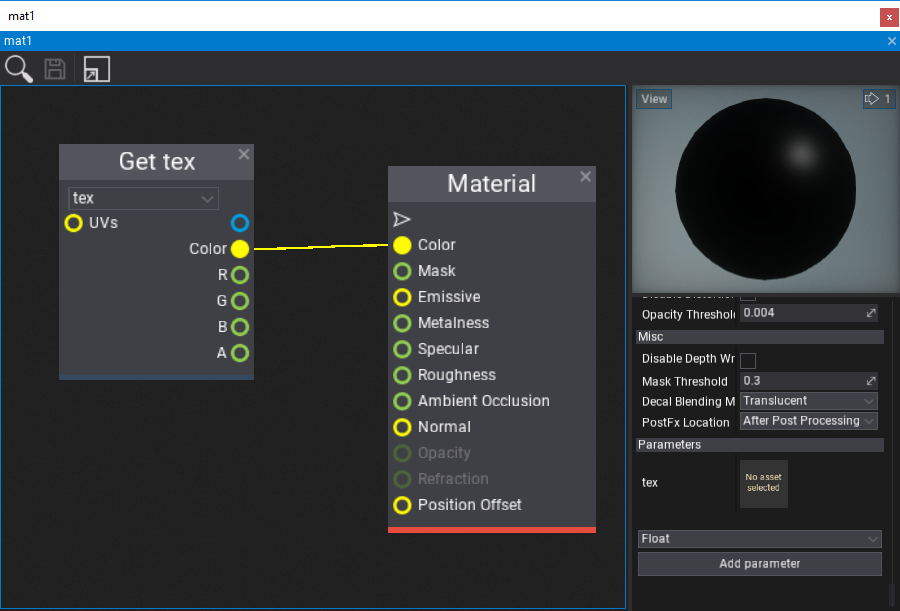 mat1
mat1
Get tex
tex
UVs
Color
R
G
B
A
Material
Color
Mask
Emissive
Metalness
Specular
Roughness
Ambient Occlusion
Normal
Opacity
Refraction
Position Offset
View
1
Opacity Threshol
0.004
Misc
Disable Depth Wr
Mask Threshold
0.3
Decal Blending M
Translucent
PostFx Location
After Post Processing
Parameters
tex
No asset
selected
Float
Add parameter